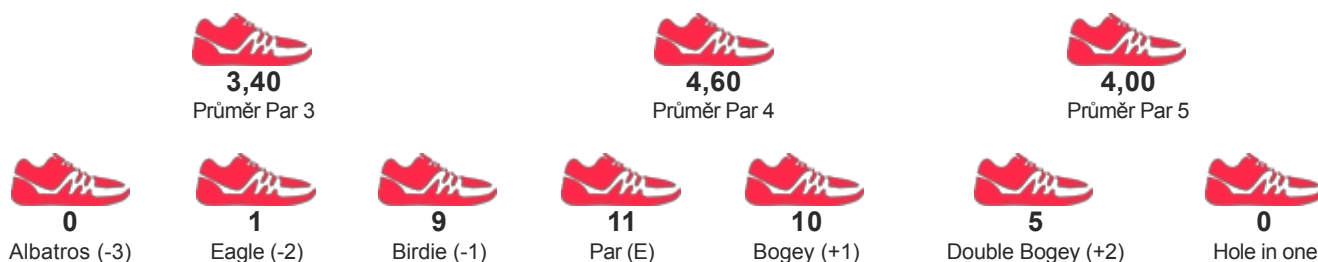 3,40 4,60 4,00
Průměr Par 3 Průměr Par 4 Průměr Par 5
0 1 9 11 10 5 0
Albatros (-3) Eagle (-2) Birdie (-1) Par (E) Bogey (+1) Double Bogey (+2) Hole in one